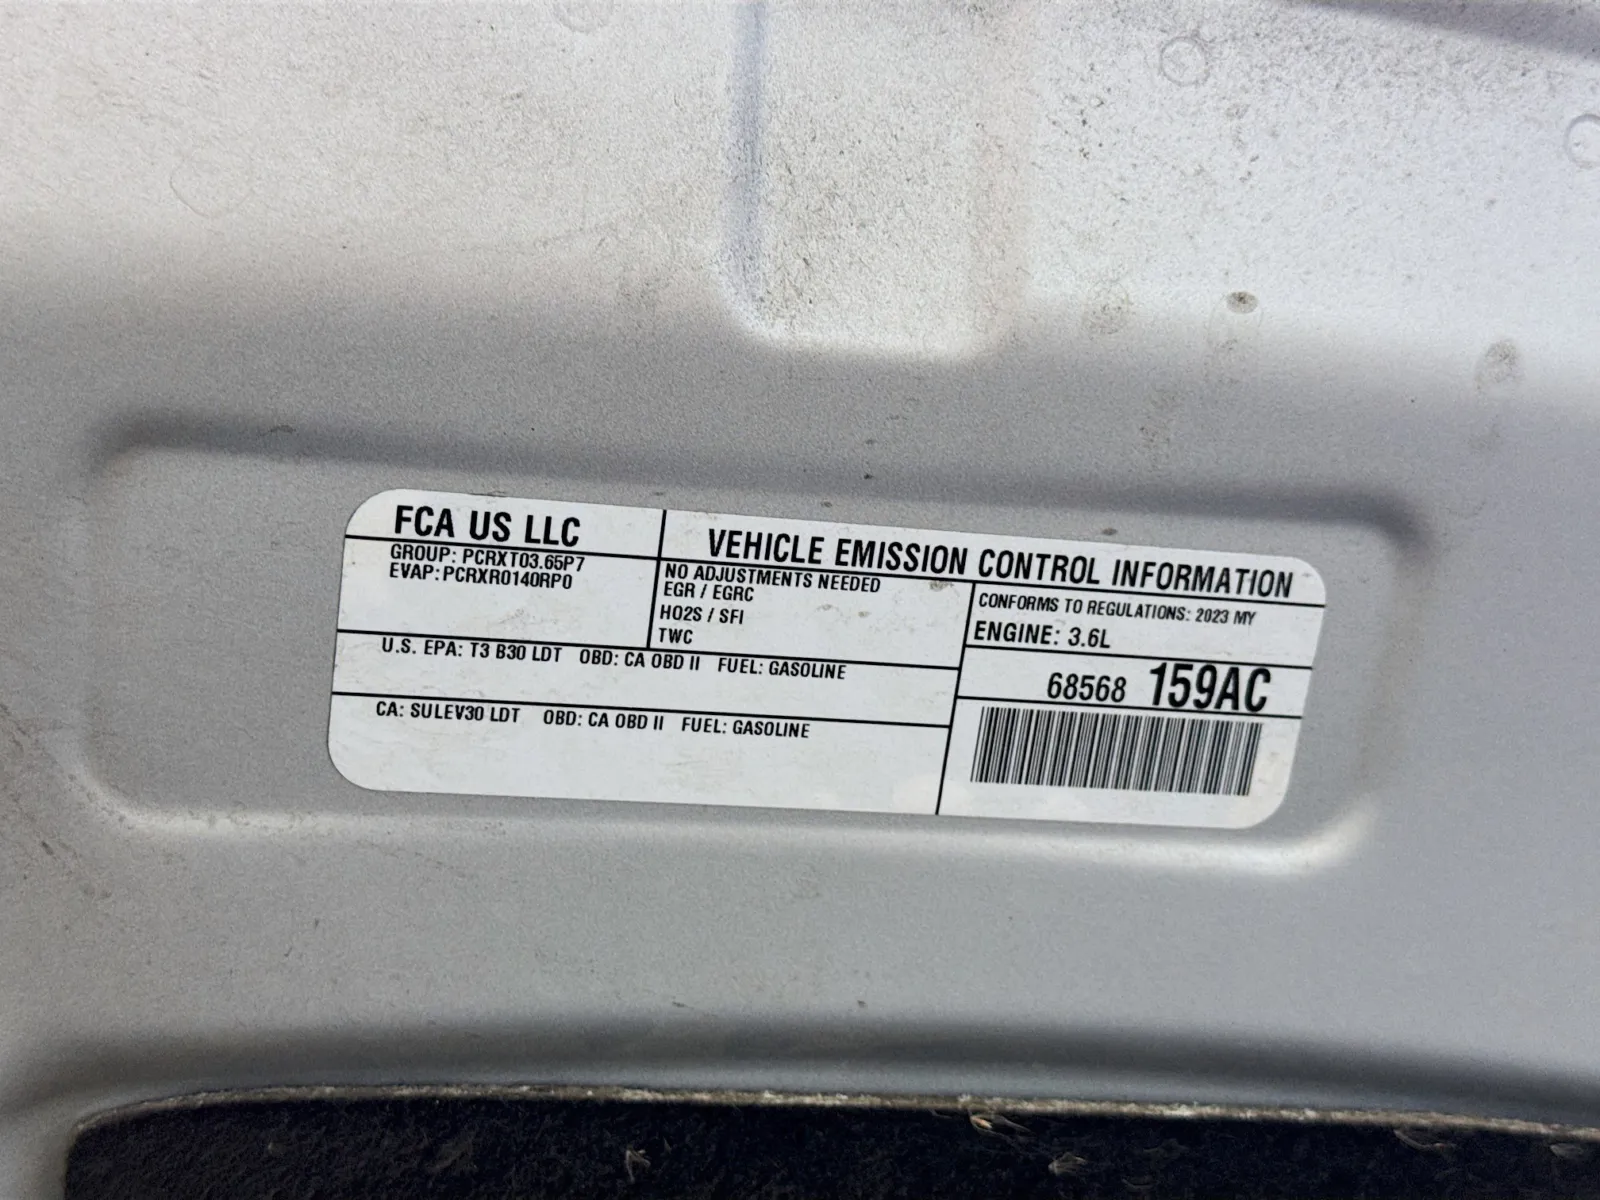 FCA US LLC
VEHICLE EMISSION CONTROL INFORMATION
GROUP: PCRXT03.65P7
EVAP: PCRXR0140RP0
NO ADJUSTMENTS NEEDED
EGR / EGRC
HO2S / SFI
TWC
CONFORMS TO REGULATIONS: 2023 MY
ENGINE: 3.6L
U.S. EPA: T3 B30 LDT OBD: CA OBD II FUEL: GASOLINE
CA: SULEV30 LDT OBD: CA OBD II FUEL: GASOLINE
68568 159AC